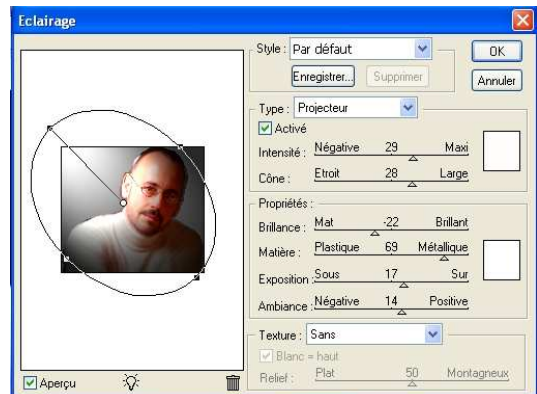 Eclairage
Style : Par défaut
OK
Enregistrer...
Supprimer
Annuler
Type : Projecteur
Activé
Intensité : Négative 29 Maxi
Cône : Etroit 28 Large
Propriétés :
Brillance : Mat -22 Brillant
Matière : Plastique 69 Métallique
Exposition : Sous 17 Sur
Ambiance : Négative 14 Positive
Texture : Sans
Blanc = haut
Relief : Plat 50 Montagneux
Aperçu